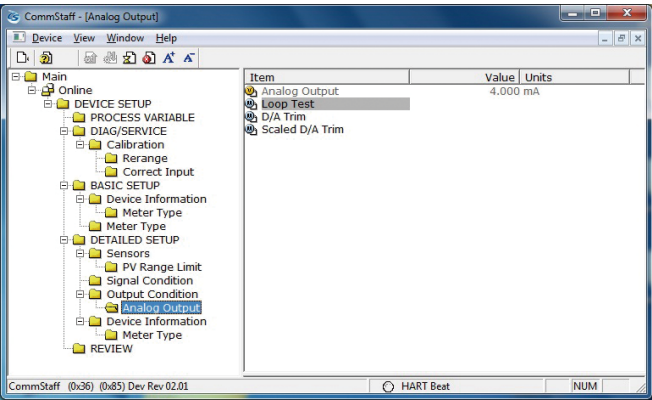 CommStaff - [Analog Output]
Device View Window Help
Main
Online
DEVICE SETUP
PROCESS VARIABLE
DIAG/SERVICE
Calibration
Rerange
Correct Input
BASIC SETUP
Device Information
Meter Type
Meter Type
DETAILED SETUP
Sensors
PV Range Limit
Signal Condition
Output Condition
Analog Output
Device Information
Meter Type
REVIEW
Item Value Units
Analog Output 4.000 mA
Loop Test
D/A Trim
Scaled D/A Trim
CommStaff (0x36) (0x85) Dev Rev 02.01 HART Beat NUM